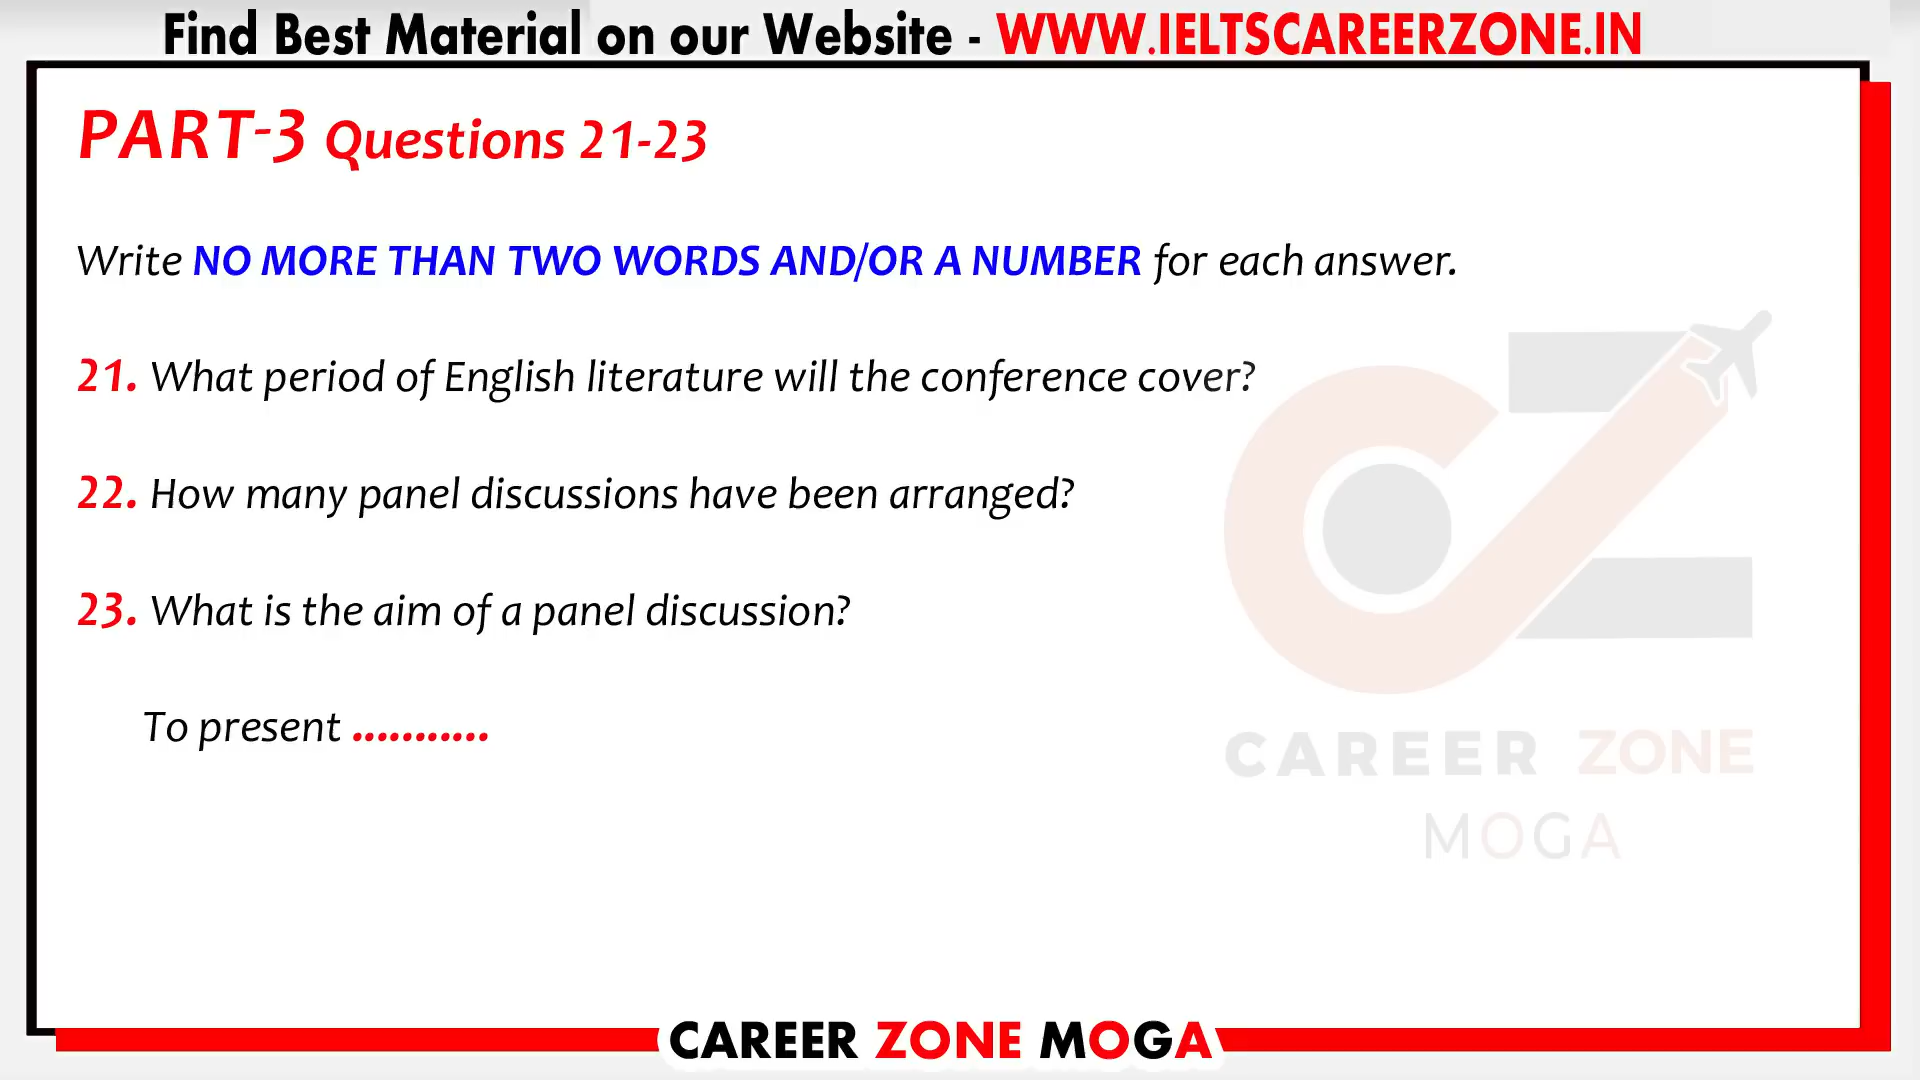 Find Best Material on our Website - WWW.IELTSCAREERZONE.IN
PART-3 Questions 21-23
Write NO MORE THAN TWO WORDS AND/OR A NUMBER for each answer.
21. What period of English literature will the conference cover?
22. How many panel discussions have been arranged?
23. What is the aim of a panel discussion?
To present ...........
CAREER ZONE
MOGA
CAREER ZONE MOGA